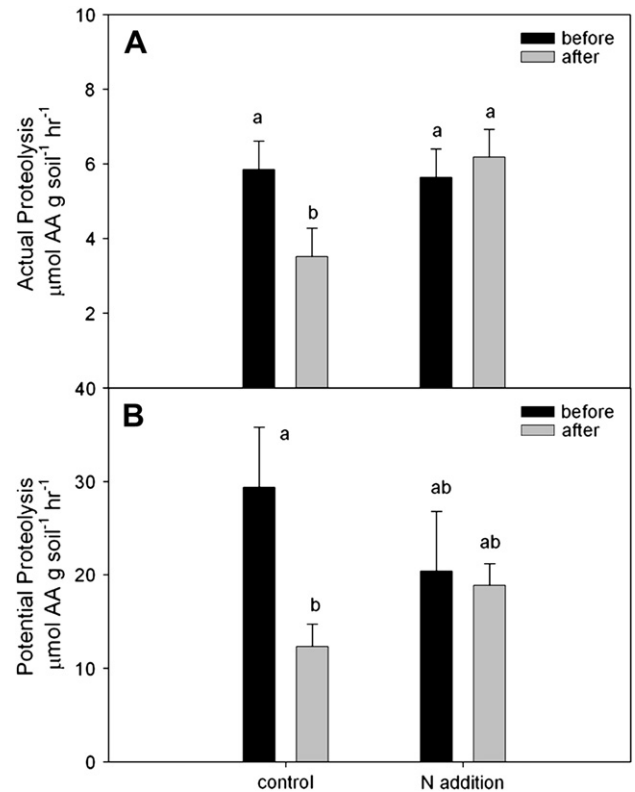 10
A
before
after
8
a
a
a
6
b
4
2
Actual Proteolysis
μmol AA g soil⁻¹ hr⁻¹
40
B
before
after
a
30
ab
ab
20
b
10
0
Potential Proteolysis
μmol AA g soil⁻¹ hr⁻¹
control
N addition